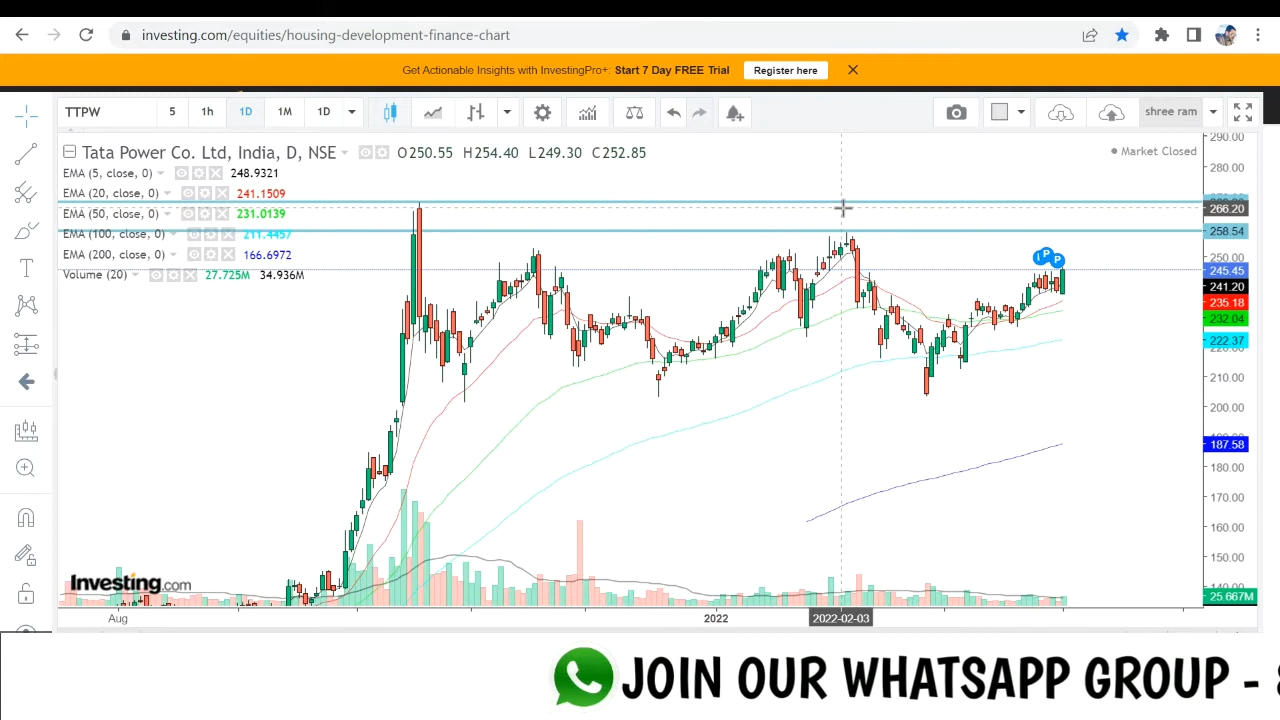 investing.com/equities/housing-development-finance-chart
Get Actionable Insights with InvestingPro+: Start 7 Day FREE Trial Register here
TTPW 5 1h 1D 1M 1D shree ram
Tata Power Co. Ltd, India, D, NSE O250.55 H254.40 L249.30 C252.85
Market Closed
EMA (5, close, 0) 248.9321
EMA (20, close, 0) 241.1509
EMA (50, close, 0) 231.0139
EMA (100, close, 0) 211.4457
EMA (200, close, 0) 166.6972
Volume (20) 27.725M 34.936M
290.00
280.00
266.20
258.54
250.00
P P
245.45
241.20
235.18
232.04
222.37
210.00
200.00
187.58
180.00
170.00
160.00
150.00
25.667M
Investing.com
Aug 2022 2022-02-03
JOIN OUR WHATSAPP GROUP -